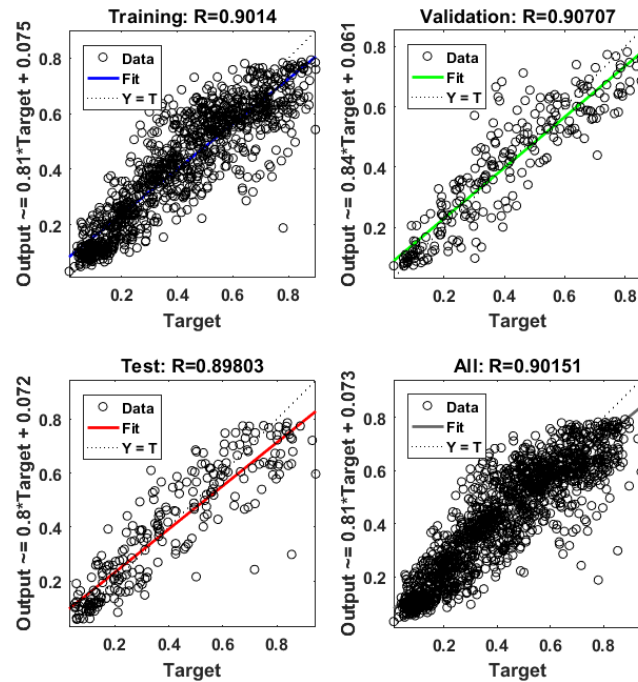 Training: R=0.9014
Output ~= 0.81*Target + 0.075
0.8
0.6
0.4
0.2
Data
Fit
Y = T
0.2 0.4 0.6 0.8
Target
Validation: R=0.90707
Output ~= 0.84*Target + 0.061
0.8
0.6
0.4
0.2
Data
Fit
Y = T
0.2 0.4 0.6 0.8
Target
Test: R=0.89803
Output ~= 0.8*Target + 0.072
0.8
0.6
0.4
0.2
Data
Fit
Y = T
0.2 0.4 0.6 0.8
Target
All: R=0.90151
Output ~= 0.81*Target + 0.073
0.8
0.6
0.4
0.2
Data
Fit
Y = T
0.2 0.4 0.6 0.8
Target